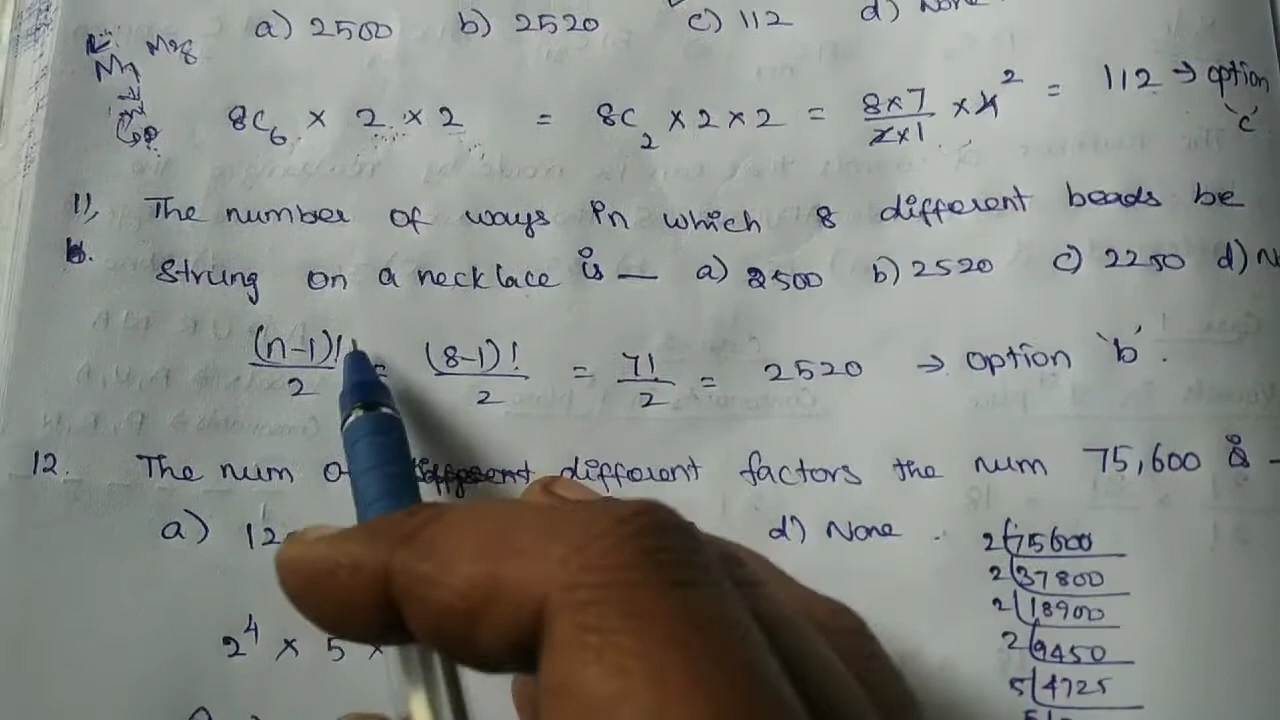 a) 2500 b) 2520 c) 112 d) None
8C6 × 2 × 2 = 8C2 × 2 × 2 = 8×7/2×1 × 4 2 = 112 → option 'c'
11, The number of ways in which 8 different beads be
b. strung on a necklace is — a) 2500 b) 2520 c) 2250 d) N
(n-1)!/2 = (8-1)!/2 = 7!/2 = 2520 → option 'b'.
12. The num different factors the num 75,600 is -
a) 12 d) None.
2⁴ × 5 ×
2 75600
2 37800
2 18900
2 9450
5 4725